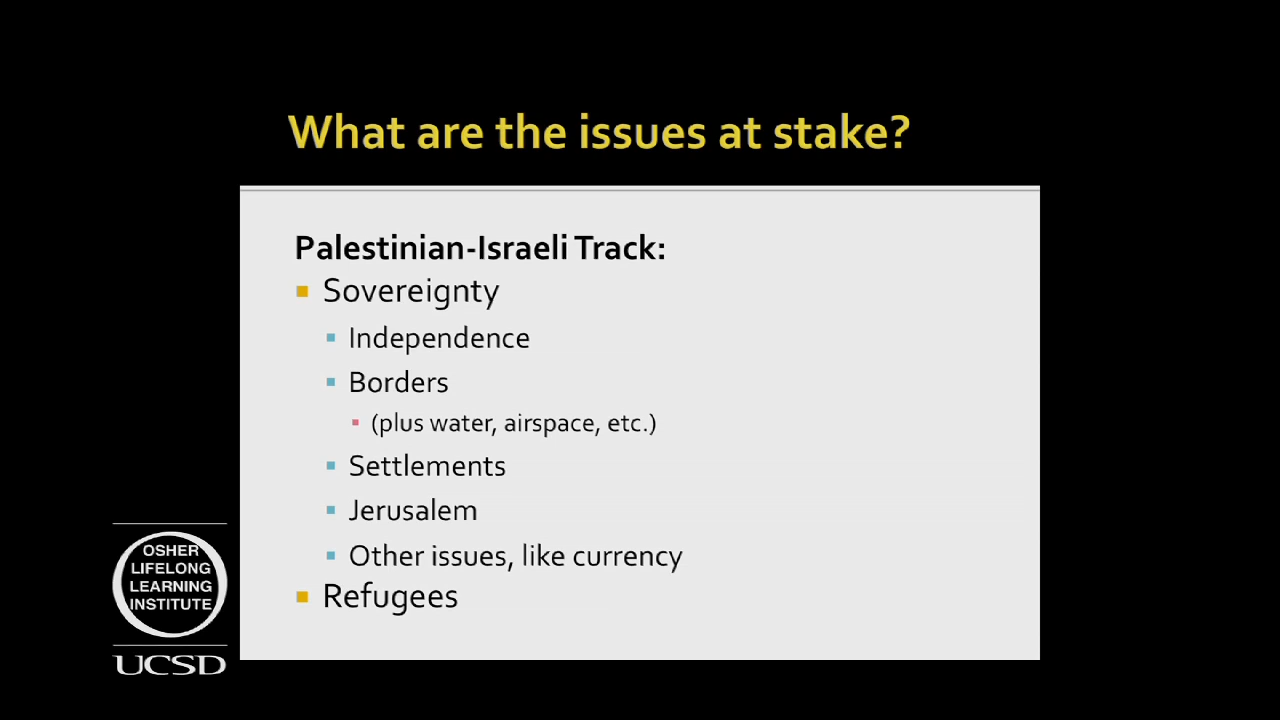 What are the issues at stake?
Palestinian-Israeli Track:
Sovereignty
Independence
Borders
(plus water, airspace, etc.)
Settlements
Jerusalem
Other issues, like currency
Refugees
OSHER
LIFELONG
LEARNING
INSTITUTE
UCSD